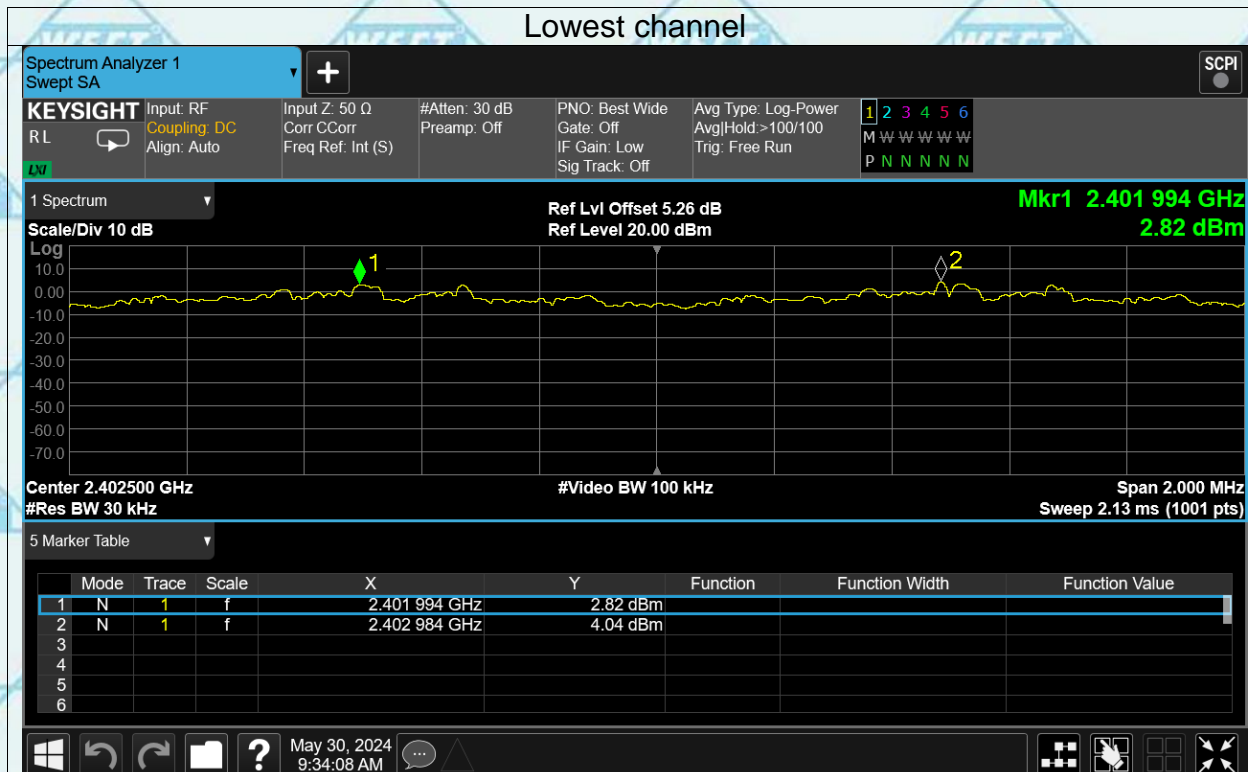 Lowest channel
Spectrum Analyzer 1
Swept SA
+
SCPI
KEYSIGHT
RL
LXI
Input: RF
Coupling: DC
Align: Auto
Input Z: 50 Ω
Corr CCorr
Freq Ref: Int (S)
#Atten: 30 dB
Preamp: Off
PNO: Best Wide
Gate: Off
IF Gain: Low
Sig Track: Off
Avg Type: Log-Power
Avg|Hold:>100/100
Trig: Free Run
1 2 3 4 5 6
M W W W W W
P N N N N N
1 Spectrum
Scale/Div 10 dB
Ref Lvl Offset 5.26 dB
Ref Level 20.00 dBm
Mkr1 2.401 994 GHz
2.82 dBm
Log
10.0
0.00
-10.0
-20.0
-30.0
-40.0
-50.0
-60.0
-70.0
1
2
Center 2.402500 GHz
#Video BW 100 kHz
Span 2.000 MHz
#Res BW 30 kHz
Sweep 2.13 ms (1001 pts)
5 Marker Table
Mode Trace Scale X Y Function Function Width Function Value
1 N 1 f 2.401 994 GHz 2.82 dBm
2 N 1 f 2.402 984 GHz 4.04 dBm
3
4
5
6
?
May 30, 2024
9:34:08 AM